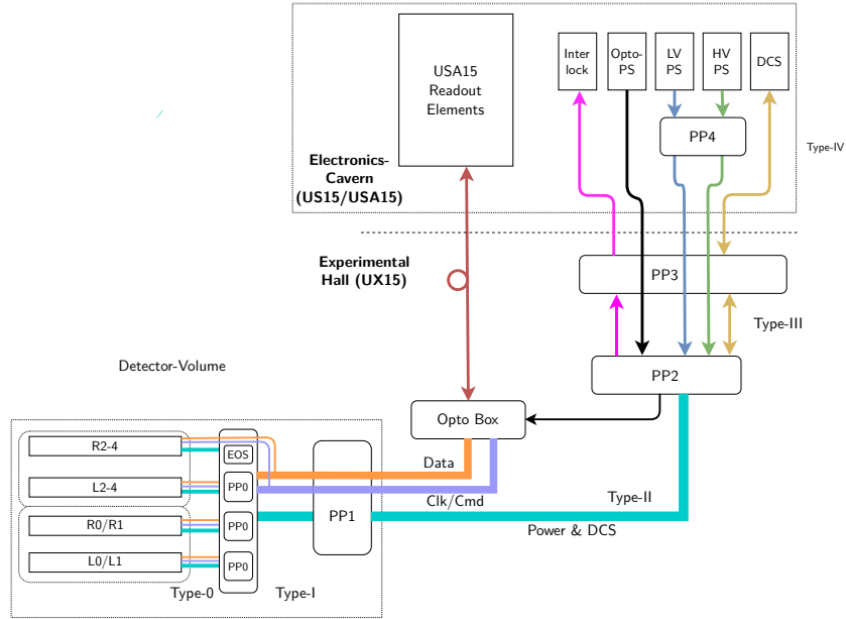 USA15
Readout
Elements
Inter
lock
Opto-
PS
LV
PS
HV
PS
DCS
PP4
Type-IV
Electronics-
Cavern
(US15/USA15)
Experimental
Hall (UX15)
PP3
Type-III
Detector-Volume
PP2
Opto Box
R2-4
EOS
Data
L2-4
PP0
Clk/Cmd
Type-II
R0/R1
PP0
PP1
Power & DCS
L0/L1
PP0
Type-0
Type-I